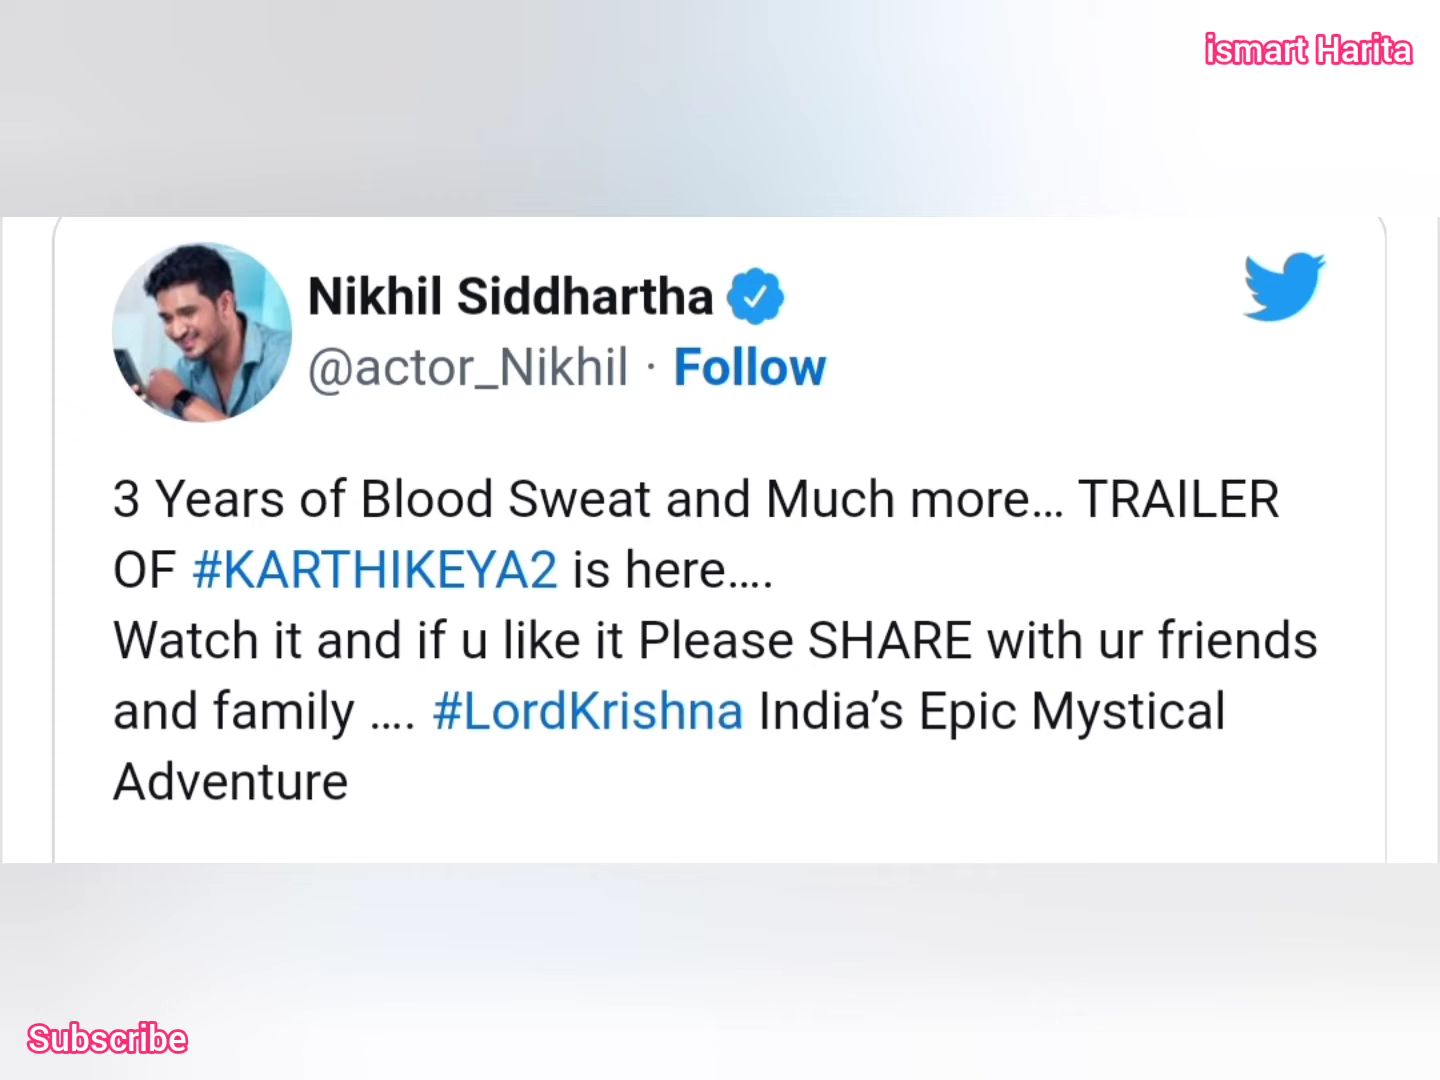 ismart Harita
Nikhil Siddhartha
@actor_Nikhil · Follow
3 Years of Blood Sweat and Much more... TRAILER
OF #KARTHIKEYA2 is here....
Watch it and if u like it Please SHARE with ur friends
and family .... #LordKrishna India’s Epic Mystical
Adventure
Subscribe